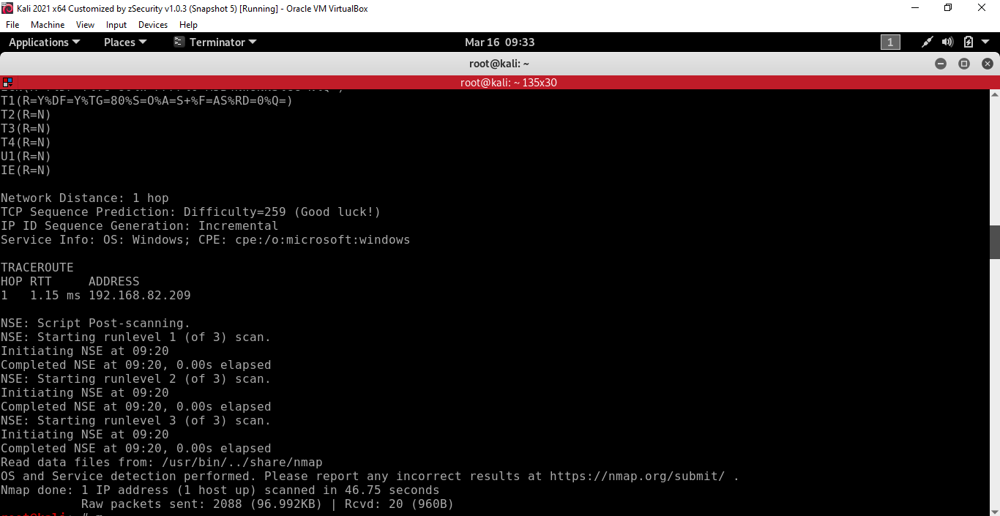 Kali 2021 x64 Customized by zSecurity v1.0.3 (Snapshot 5) [Running] - Oracle VM VirtualBox
File Machine View Input Devices Help
Applications Places Terminator Mar 16 09:33 1
root@kali: ~
root@kali: ~ 135x30
T1(R=Y%DF=Y%TG=80%S=O%A=S+%F=AS%RD=0%Q=)
T2(R=N)
T3(R=N)
T4(R=N)
U1(R=N)
IE(R=N)
Network Distance: 1 hop
TCP Sequence Prediction: Difficulty=259 (Good luck!)
IP ID Sequence Generation: Incremental
Service Info: OS: Windows; CPE: cpe:/o:microsoft:windows
TRACEROUTE
HOP RTT     ADDRESS
1   1.15 ms 192.168.82.209
NSE: Script Post-scanning.
NSE: Starting runlevel 1 (of 3) scan.
Initiating NSE at 09:20
Completed NSE at 09:20, 0.00s elapsed
NSE: Starting runlevel 2 (of 3) scan.
Initiating NSE at 09:20
Completed NSE at 09:20, 0.00s elapsed
NSE: Starting runlevel 3 (of 3) scan.
Initiating NSE at 09:20
Completed NSE at 09:20, 0.00s elapsed
Read data files from: /usr/bin/../share/nmap
OS and Service detection performed. Please report any incorrect results at https://nmap.org/submit/ .
Nmap done: 1 IP address (1 host up) scanned in 46.75 seconds
           Raw packets sent: 2088 (96.992KB) | Rcvd: 20 (960B)